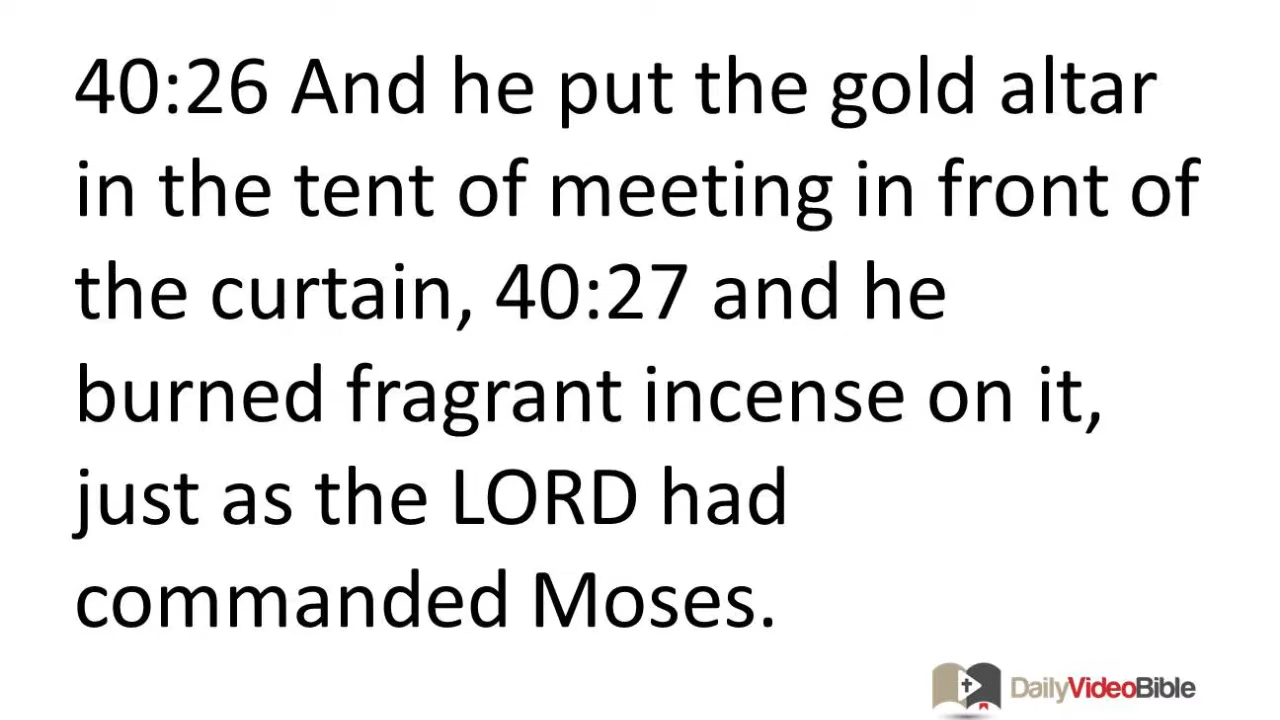 40:26 And he put the gold altar
in the tent of meeting in front of
the curtain, 40:27 and he
burned fragrant incense on it,
just as the LORD had
commanded Moses.
DailyVideoBible